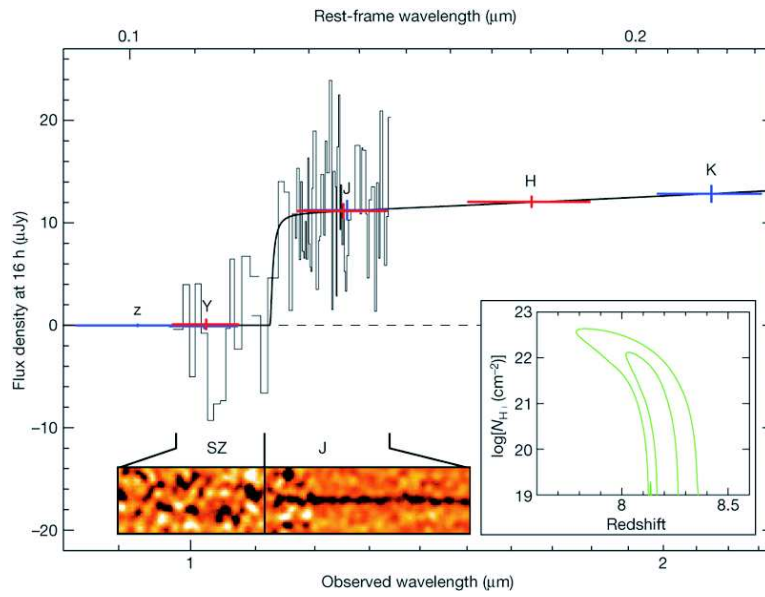 Rest-frame wavelength (μm)
0.1 0.2
Flux density at 16 h (μJy)
20
10
0
−10
−20
z
Y
J
H
K
SZ J
log[N_H I (cm⁻²)]
23
22
21
20
19
8 8.5
Redshift
1 2
Observed wavelength (μm)